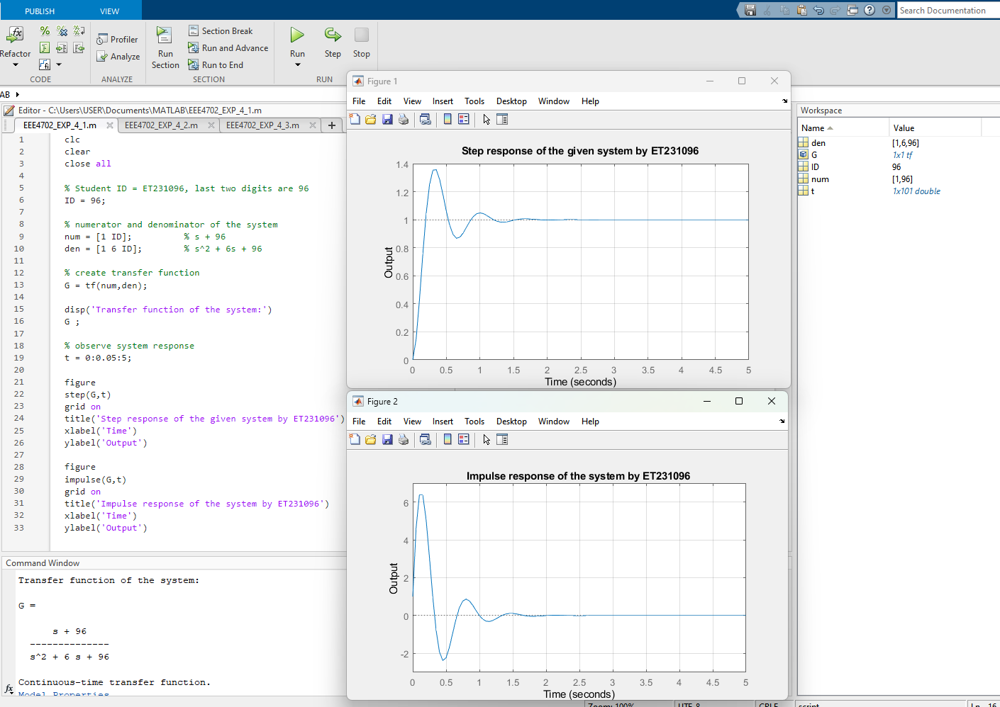 PUBLISH
VIEW
Search Documentation
Refactor
CODE
Profiler
Analyze
ANALYZE
Run
Section
Section Break
Run and Advance
Run to End
SECTION
Run
Step
Stop
RUN
AB
Editor - C:\Users\USER\Documents\MATLAB\EEE4702_EXP_4_1.m
EEE4702_EXP_4_1.m
EEE4702_EXP_4_2.m
EEE4702_EXP_4_3.m
1 clc
2 clear
3 close all
4
5 % Student ID = ET231096, last two digits are 96
6 ID = 96;
7
8 % numerator and denominator of the system
9 num = [1 ID]; % s + 96
10 den = [1 6 ID]; % s^2 + 6s + 96
11
12 % create transfer function
13 G = tf(num,den);
14
15 disp('Transfer function of the system:')
16 G ;
17
18 % observe system response
19 t = 0:0.05:5;
20
21 figure
22 step(G,t)
23 grid on
24 title('Step response of the given system by ET231096')
25 xlabel('Time')
26 ylabel('Output')
27
28 figure
29 impulse(G,t)
30 grid on
31 title('Impulse response of the system by ET231096')
32 xlabel('Time')
33 ylabel('Output')
Command Window
Transfer function of the system:
G =
s + 96
--------------
s^2 + 6 s + 96
Continuous-time transfer function.
Model Properties
fx
Figure 1
File Edit View Insert Tools Desktop Window Help
Step response of the given system by ET231096
1.4
1.2
1
0.8
0.6
0.4
0.2
0
Output
0 0.5 1 1.5 2 2.5 3 3.5 4 4.5 5
Time (seconds)
Figure 2
File Edit View Insert Tools Desktop Window Help
Impulse response of the system by ET231096
6
4
2
0
-2
Output
0 0.5 1 1.5 2 2.5 3 3.5 4 4.5 5
Time (seconds)
Workspace
Name Value
den [1,6,96]
G 1x1 tf
ID 96
num [1,96]
t 1x101 double
Zoom: 100% UTF-8 CRLF script Ln 16